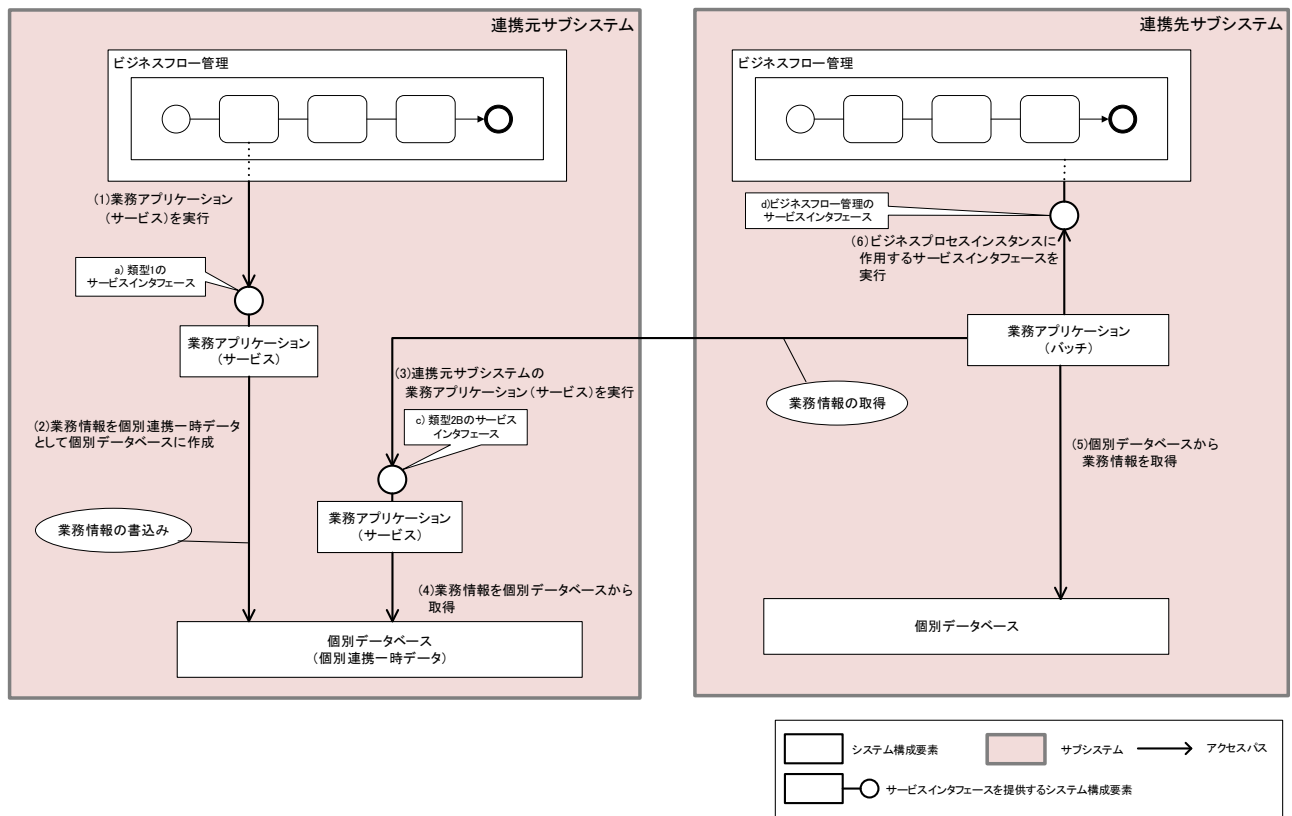 連携元サブシステム
ビジネスフロー管理
(1)業務アプリケーション
(サービス)を実行
a) 類型1の
サービスインタフェース
業務アプリケーション
(サービス)
(2)業務情報を個別連携一時データ
として個別データベースに作成
業務情報の書込み
(3)連携元サブシステムの
業務アプリケーション(サービス)を実行
c) 類型2Bのサービス
インタフェース
業務アプリケーション
(サービス)
(4)業務情報を個別データベースから
取得
個別データベース
(個別連携一時データ)
連携先サブシステム
ビジネスフロー管理
d)ビジネスフロー管理の
サービスインタフェース
(6)ビジネスプロセスインスタンスに
作用するサービスインタフェースを
実行
業務アプリケーション
(バッチ)
業務情報の取得
(5)個別データベースから
業務情報を取得
個別データベース
システム構成要素
サブシステム
アクセスパス
サービスインタフェースを提供するシステム構成要素